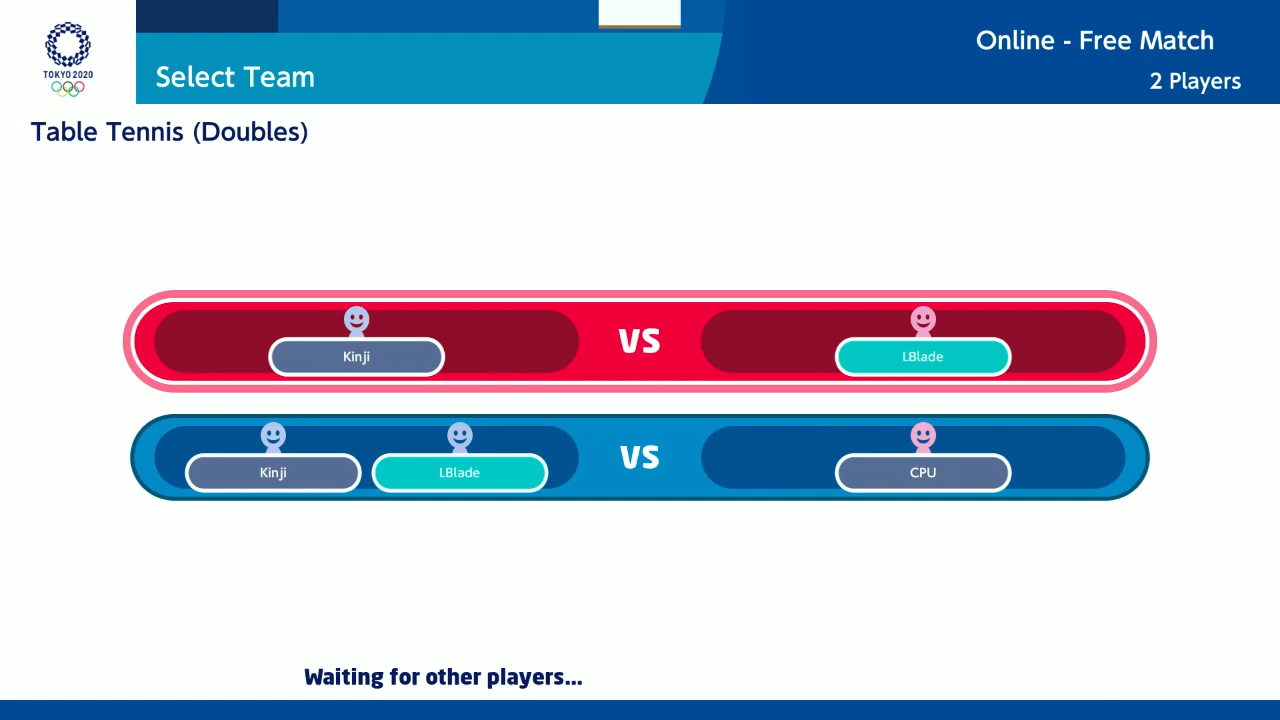 TOKYO 2020
Select Team
Online - Free Match
2 Players
Table Tennis (Doubles)
Kinji
VS
LBlade
Kinji
LBlade
VS
CPU
Waiting for other players...